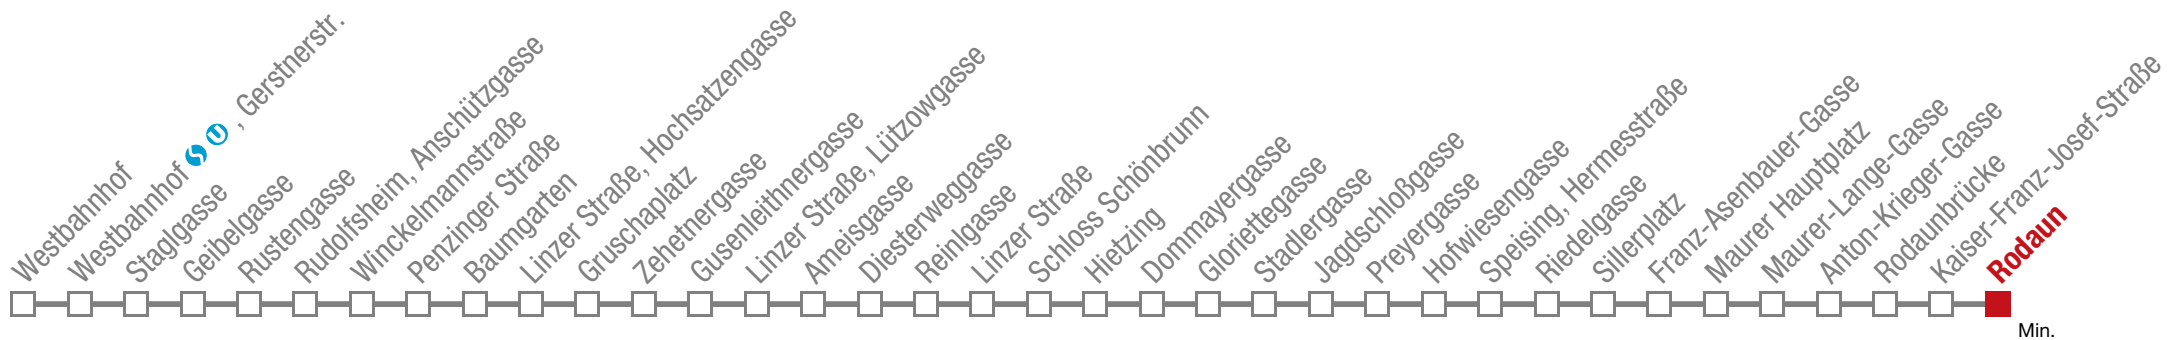 Westbahnhof
Westbahnhof S U, Gerstnerstr.
Staglgasse
Geibelgasse
Rustengasse
Rudolfsheim, Anschützgasse
Winckelmannstraße
Penzinger Straße
Baumgarten
Linzer Straße, Hochsatzengasse
Gruschaplatz
Zehetnergasse
Gusenleithnergasse
Linzer Straße, Lützowgasse
Ameisgasse
Diesterweggasse
Reinlgasse
Linzer Straße
Schloss Schönbrunn
Hietzing
Dommayergasse
Gloriettegasse
Stadlergasse
Jagdschloßgasse
Preyergasse
Hofwiesengasse
Speising, Hermesstraße
Riedelgasse
Sillerplatz
Franz-Asenbauer-Gasse
Maurer Hauptplatz
Maurer-Lange-Gasse
Anton-Krieger-Gasse
Rodaunbrücke
Kaiser-Franz-Josef-Straße
Rodaun
Min.